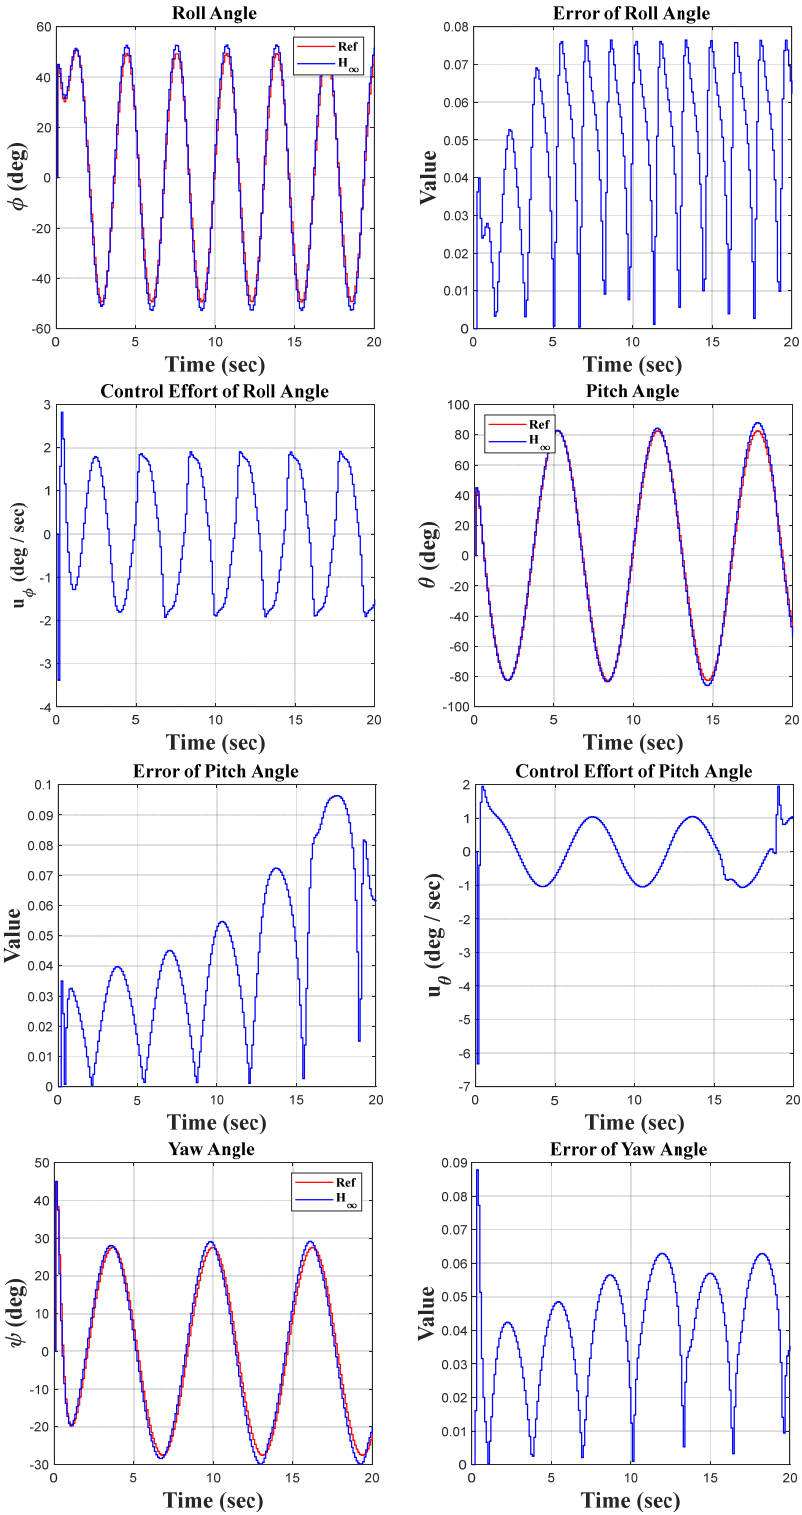 Roll Angle
60
40
20
0
-20
-40
-60
ϕ (deg)
Ref
H∞
0 5 10 15 20
Time (sec)
Error of Roll Angle
0.08
0.07
0.06
0.05
0.04
0.03
0.02
0.01
0
Value
0 5 10 15 20
Time (sec)
Control Effort of Roll Angle
3
2
1
0
-1
-2
-3
-4
uϕ (deg / sec)
0 5 10 15 20
Time (sec)
Pitch Angle
100
80
60
40
20
0
-20
-40
-60
-80
-100
θ (deg)
Ref
H∞
0 5 10 15 20
Time (sec)
Error of Pitch Angle
0.1
0.09
0.08
0.07
0.06
0.05
0.04
0.03
0.02
0.01
0
Value
0 5 10 15 20
Time (sec)
Control Effort of Pitch Angle
2
1
0
-1
-2
-3
-4
-5
-6
-7
uθ (deg / sec)
0 5 10 15 20
Time (sec)
Yaw Angle
50
40
30
20
10
0
-10
-20
-30
ψ (deg)
Ref
H∞
0 5 10 15 20
Time (sec)
Error of Yaw Angle
0.09
0.08
0.07
0.06
0.05
0.04
0.03
0.02
0.01
0
Value
0 5 10 15 20
Time (sec)